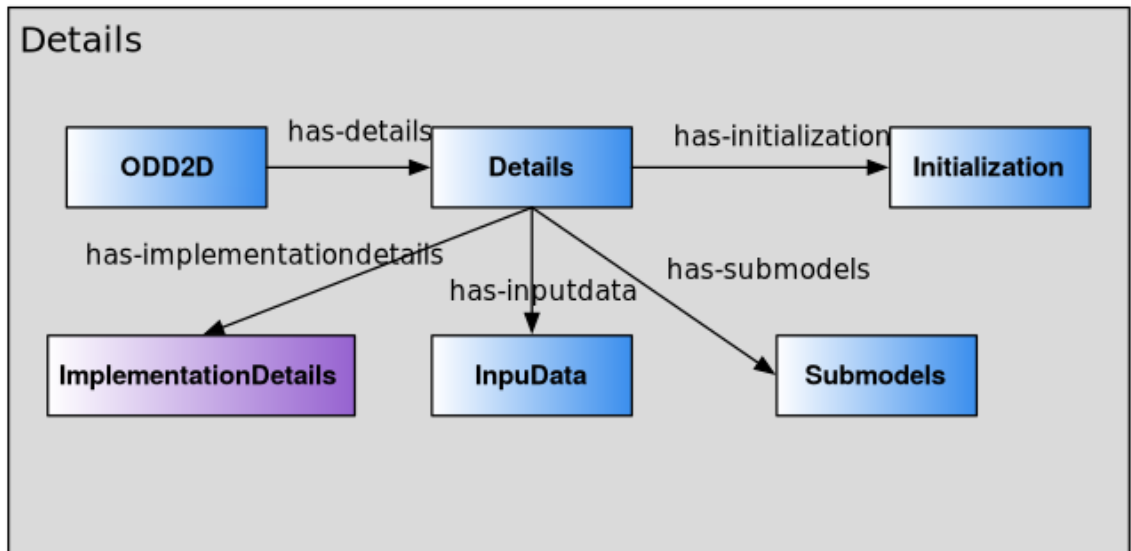 Details
has-details
has-initialization
ODD2D
Details
Initialization
has-implementationdetails
has-submodels
has-inputdata
ImplementationDetails
InpuData
Submodels